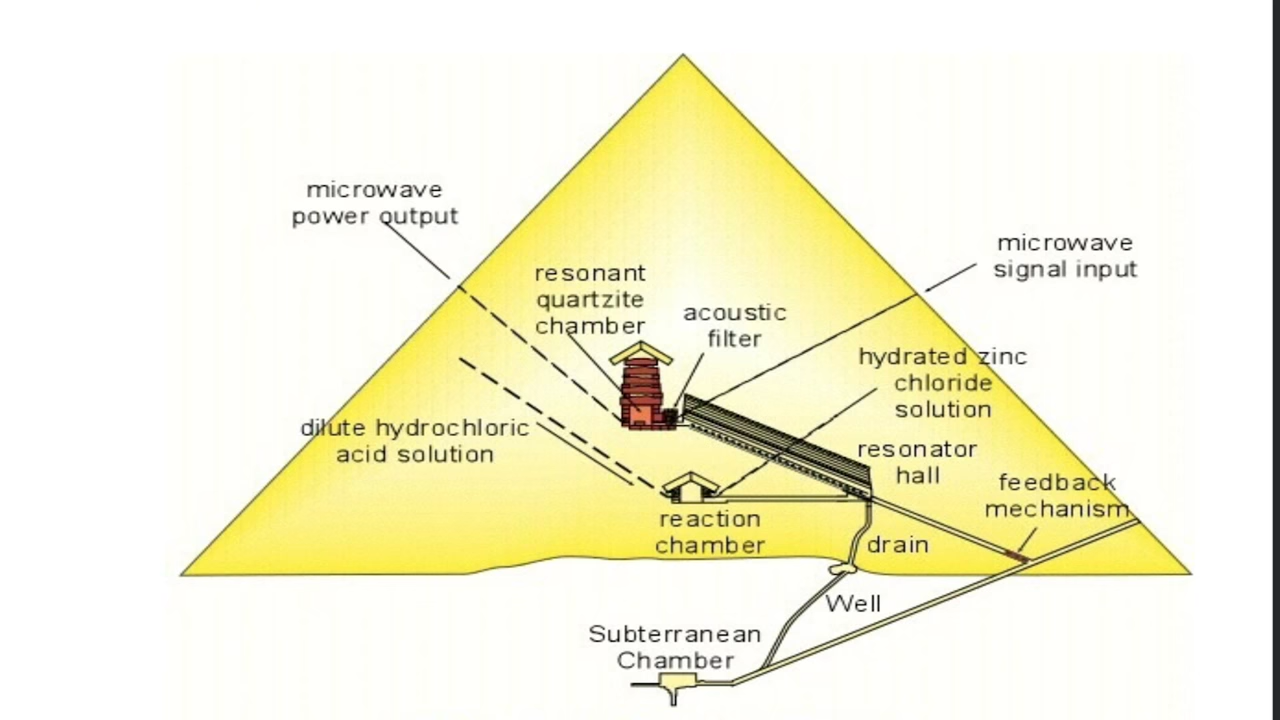 microwave
power output
microwave
signal input
resonant
quartzite
chamber
acoustic
filter
hydrated zinc
chloride
solution
dilute hydrochloric
acid solution
resonator
hall
feedback
mechanism
reaction
chamber
drain
Well
Subterranean
Chamber